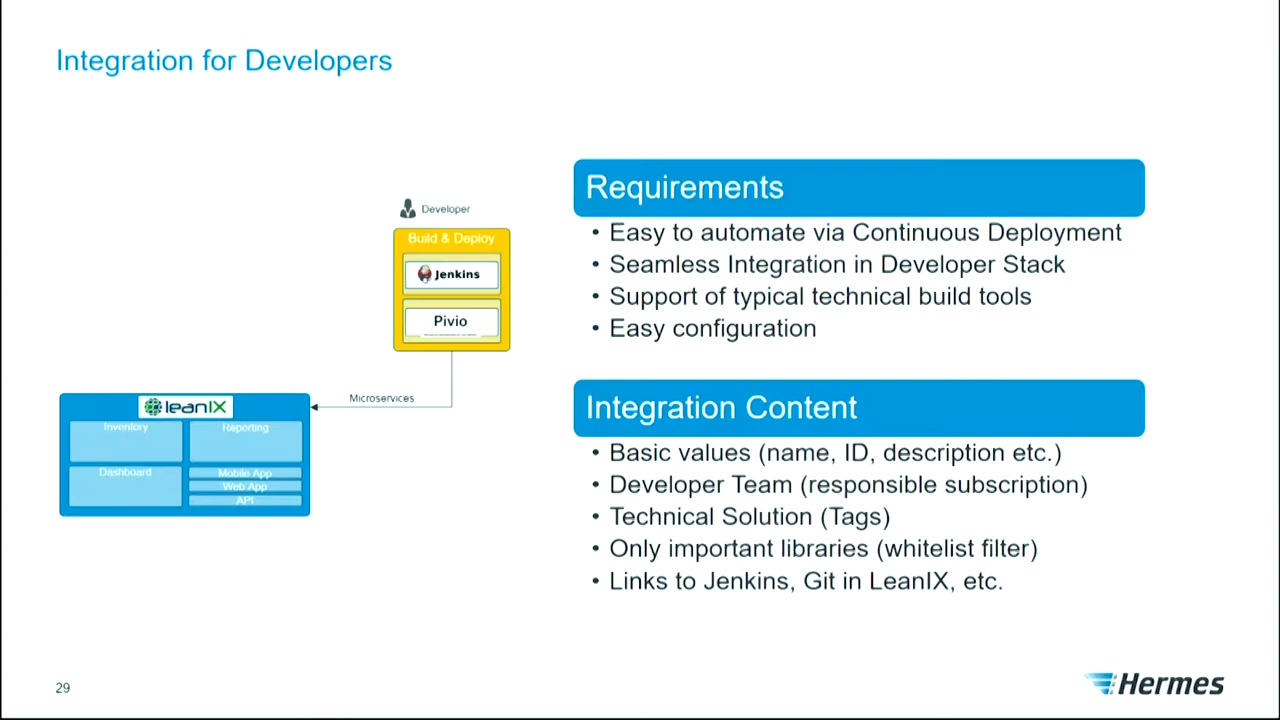 Integration for Developers
Developer
Build & Deploy
Jenkins
Pivio
Microservices
leanIX
Inventory
Reporting
Dashboard
Mobile App
Web App
API
Requirements
• Easy to automate via Continuous Deployment
• Seamless Integration in Developer Stack
• Support of typical technical build tools
• Easy configuration
Integration Content
• Basic values (name, ID, description etc.)
• Developer Team (responsible subscription)
• Technical Solution (Tags)
• Only important libraries (whitelist filter)
• Links to Jenkins, Git in LeanIX, etc.
29
Hermes